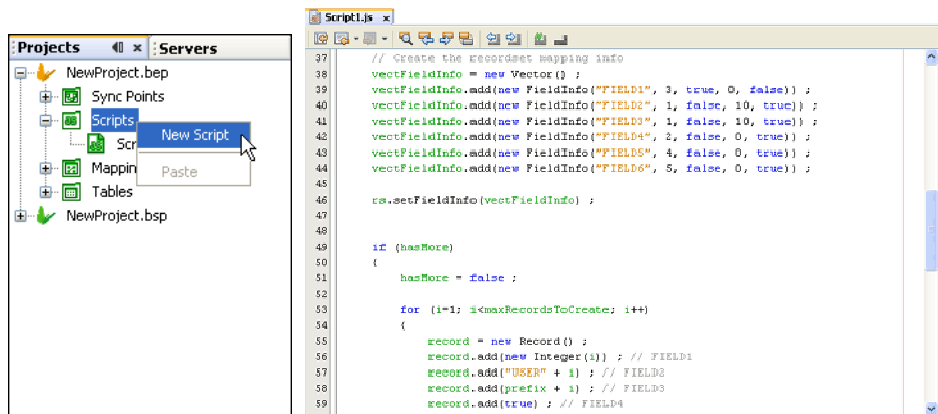 Projects
Servers
NewProject.bep
Sync Points
Scripts
New Script
Scr
Mappin
Paste
Tables
NewProject.bsp
Script1.js x
37 // Create the recordset mapping info
38 vectFieldInfo = new Vector() ;
39 vectFieldInfo.add(new FieldInfo("FIELD1", 3, true, 0, false)) ;
40 vectFieldInfo.add(new FieldInfo("FIELD2", 1, false, 10, true)) ;
41 vectFieldInfo.add(new FieldInfo("FIELD3", 1, false, 10, true)) ;
42 vectFieldInfo.add(new FieldInfo("FIELD4", 2, false, 0, true)) ;
43 vectFieldInfo.add(new FieldInfo("FIELD5", 4, false, 0, true)) ;
44 vectFieldInfo.add(new FieldInfo("FIELD6", 5, false, 0, true)) ;
45
46 rs.setFieldInfo(vectFieldInfo) ;
49 if (hasMore)
50 {
51 hasMore = false ;
52
53 for (i=1; i<maxRecordsToCreate; i++)
54 {
55 record = new Record() ;
56 record.add(new Integer(i)) ; // FIELD1
57 record.add("USER" + i) ; // FIELD2
58 record.add(prefix + i) ; // FIELD3
59 record.add(true) ; // FIELD4